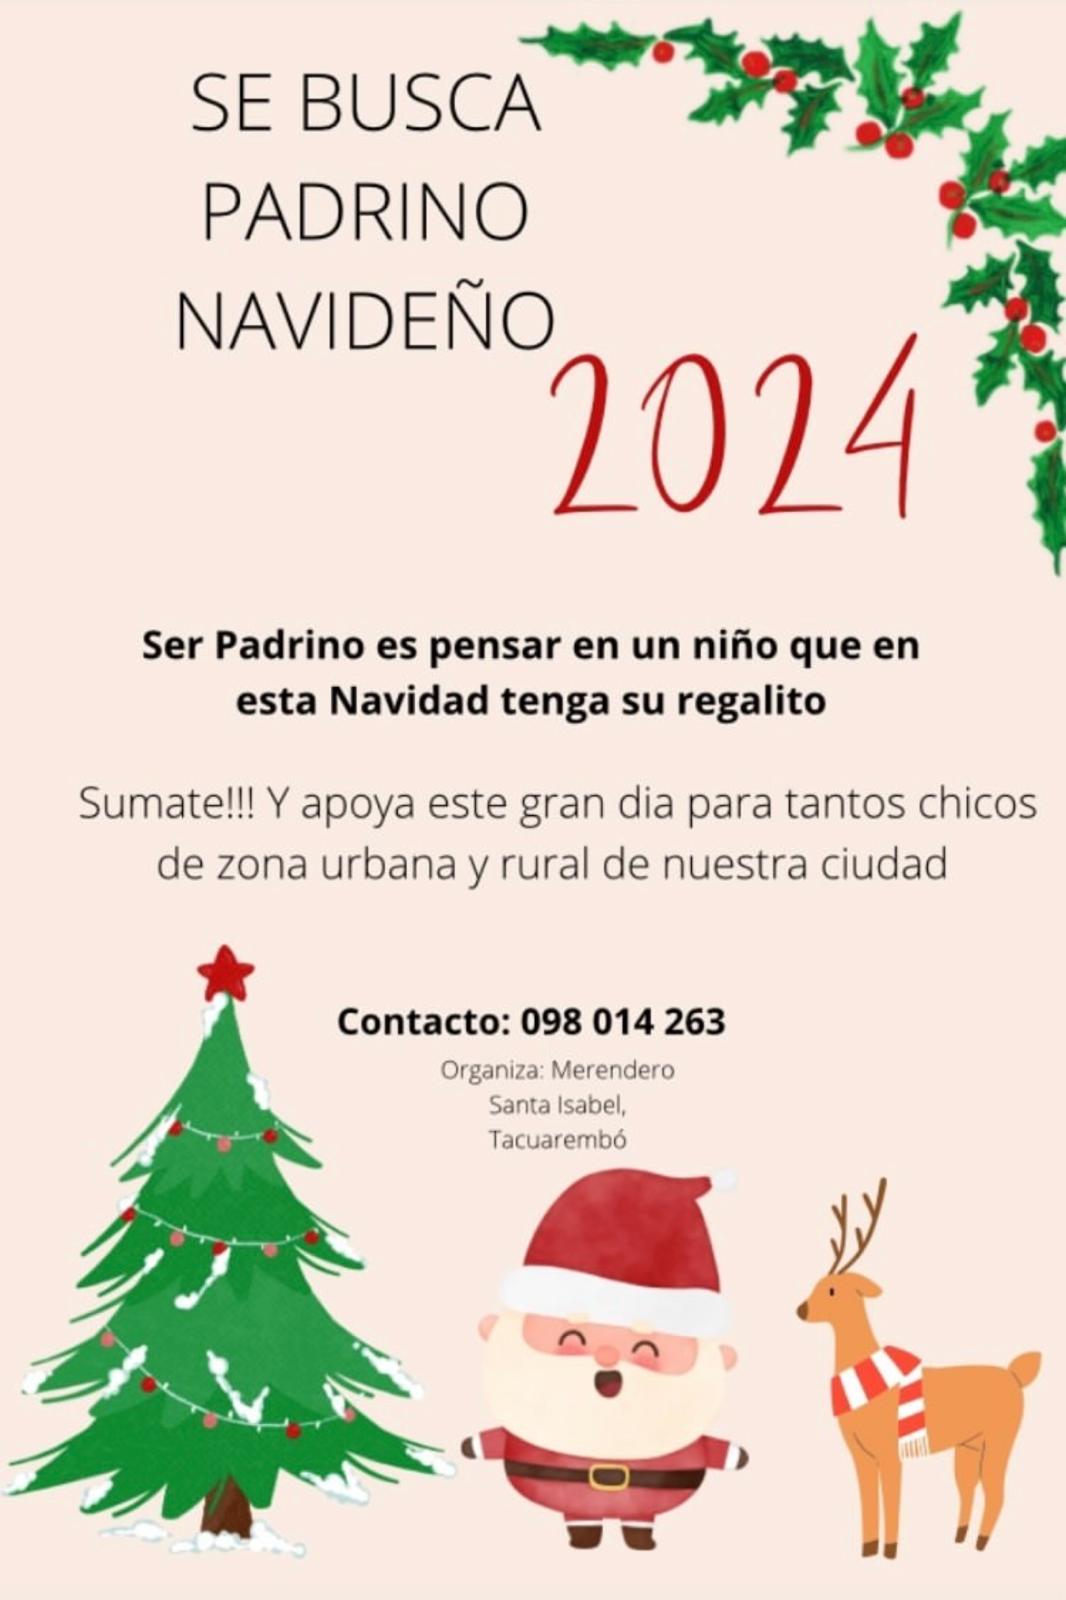 SE BUSCA
PADRINO
NAVIDEÑO
2024
Ser Padrino es pensar en un niño que en
esta Navidad tenga su regalito
Sumate!!! Y apoya este gran dia para tantos chicos
de zona urbana y rural de nuestra ciudad
Contacto: 098 014 263
Organiza: Merendero
Santa Isabel,
Tacuarembó